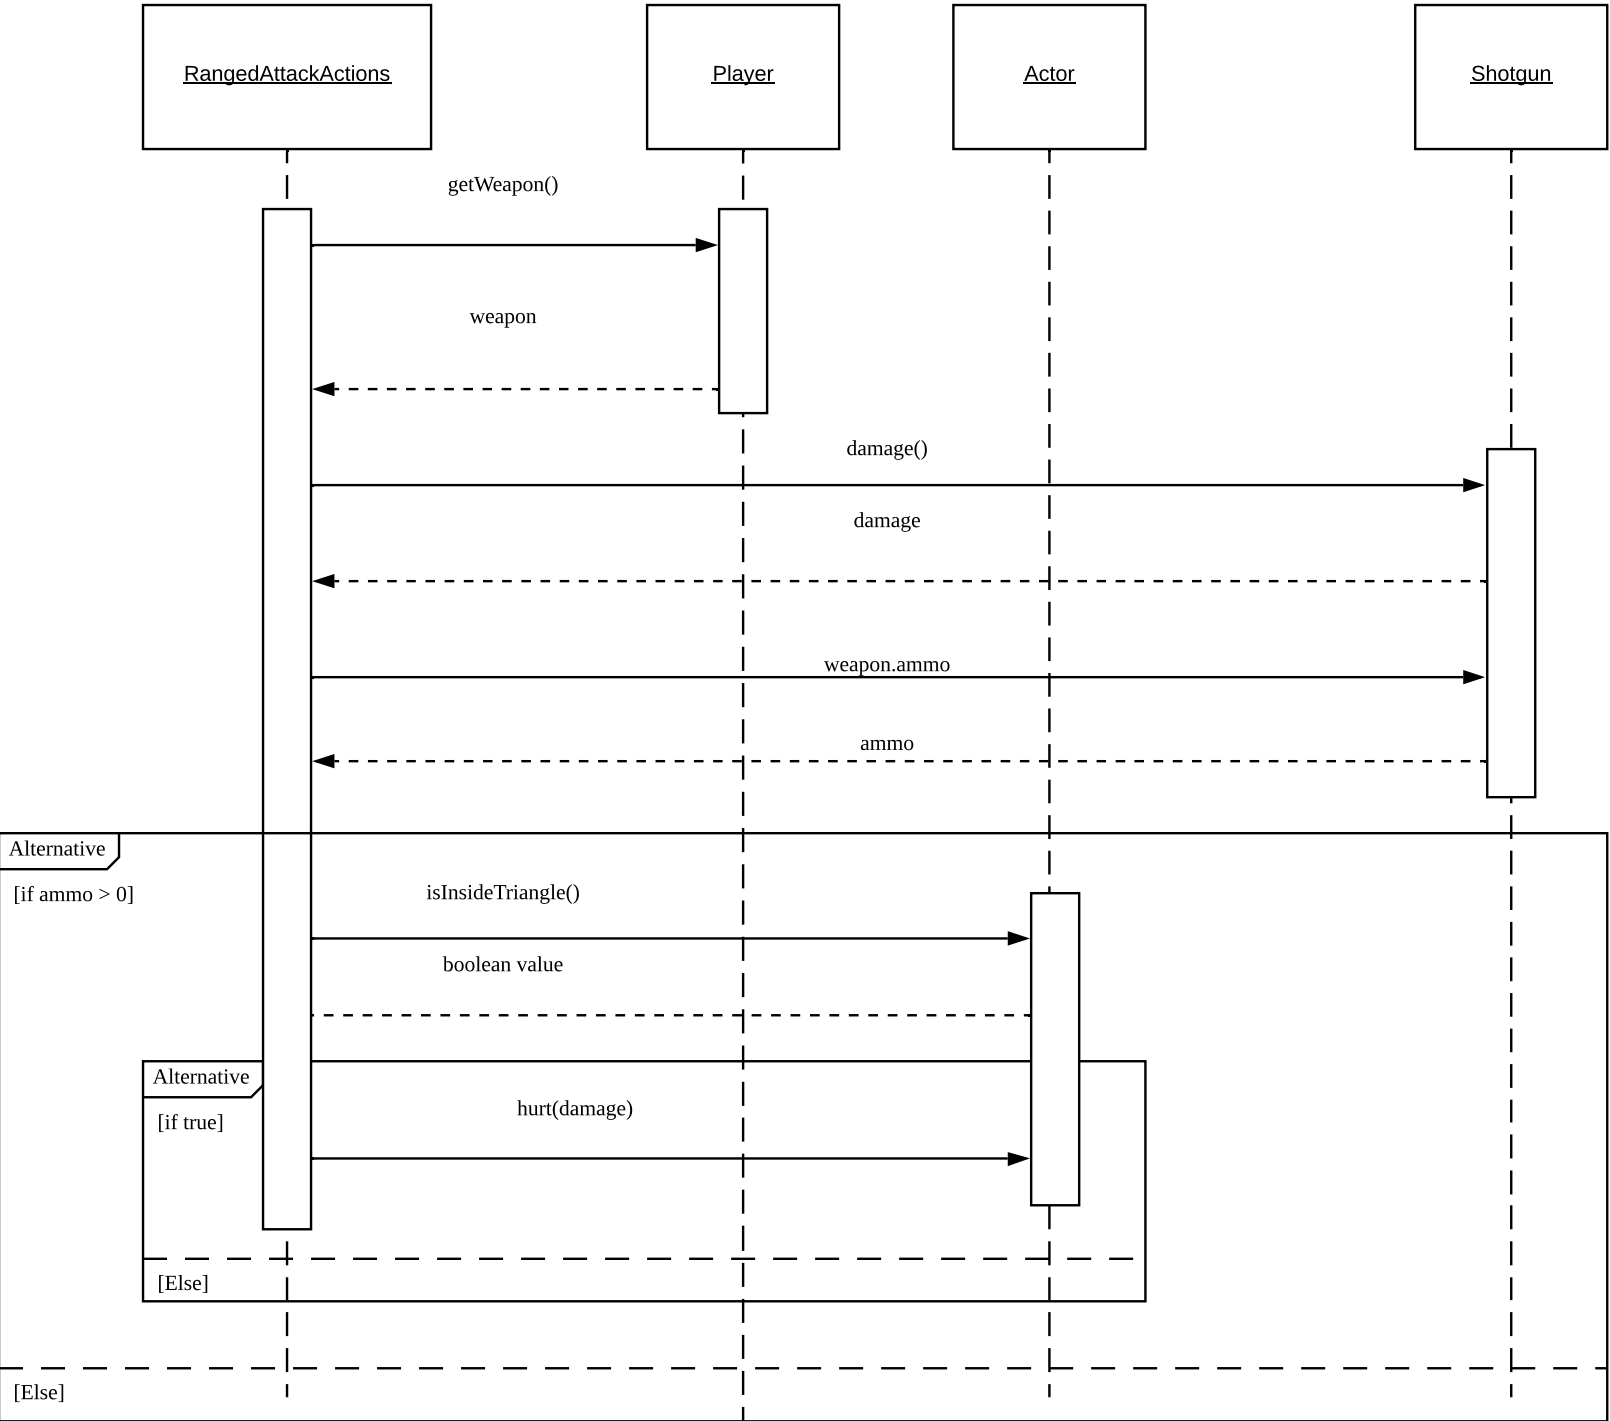 RangedAttackActions
Player
Actor
Shotgun
getWeapon()
weapon
damage()
damage
weapon.ammo
ammo
Alternative
[if ammo > 0]
isInsideTriangle()
boolean value
Alternative
[if true]
hurt(damage)
[Else]
[Else]